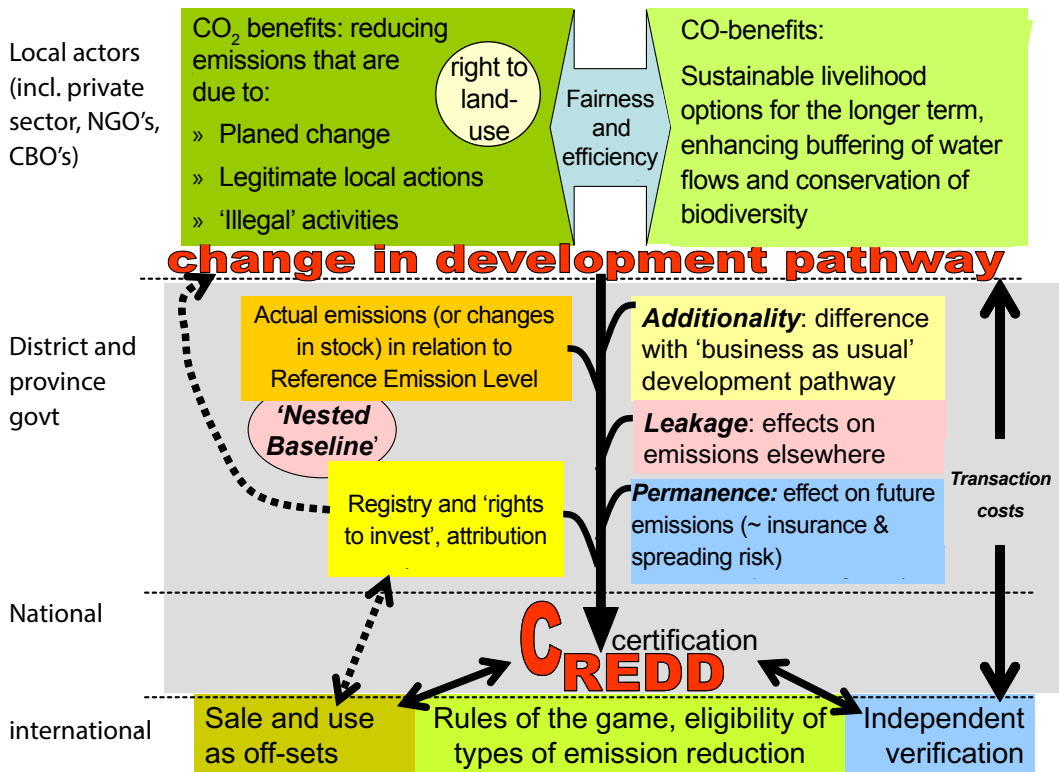 Local actors
(incl. private
sector, NGO's,
CBO's)
CO2 benefits: reducing
emissions that are
due to:
» Planed change
» Legitimate local actions
» ‘Illegal’ activities
right to
land-
use
Fairness
and
efficiency
CO-benefits:
Sustainable livelihood
options for the longer term,
enhancing buffering of water
flows and conservation of
biodiversity
change in development pathway
District and
province
govt
Actual emissions (or changes
in stock) in relation to
Reference Emission Level
‘Nested
Baseline’
Registry and ‘rights
to invest’, attribution
Additionality: difference
with ‘business as usual’
development pathway
Leakage: effects on
emissions elsewhere
Permanence: effect on future
emissions (~ insurance &
spreading risk)
Transaction
costs
National
certification
CREDD
international
Sale and use
as off-sets
Rules of the game, eligibility of
types of emission reduction
Independent
verification